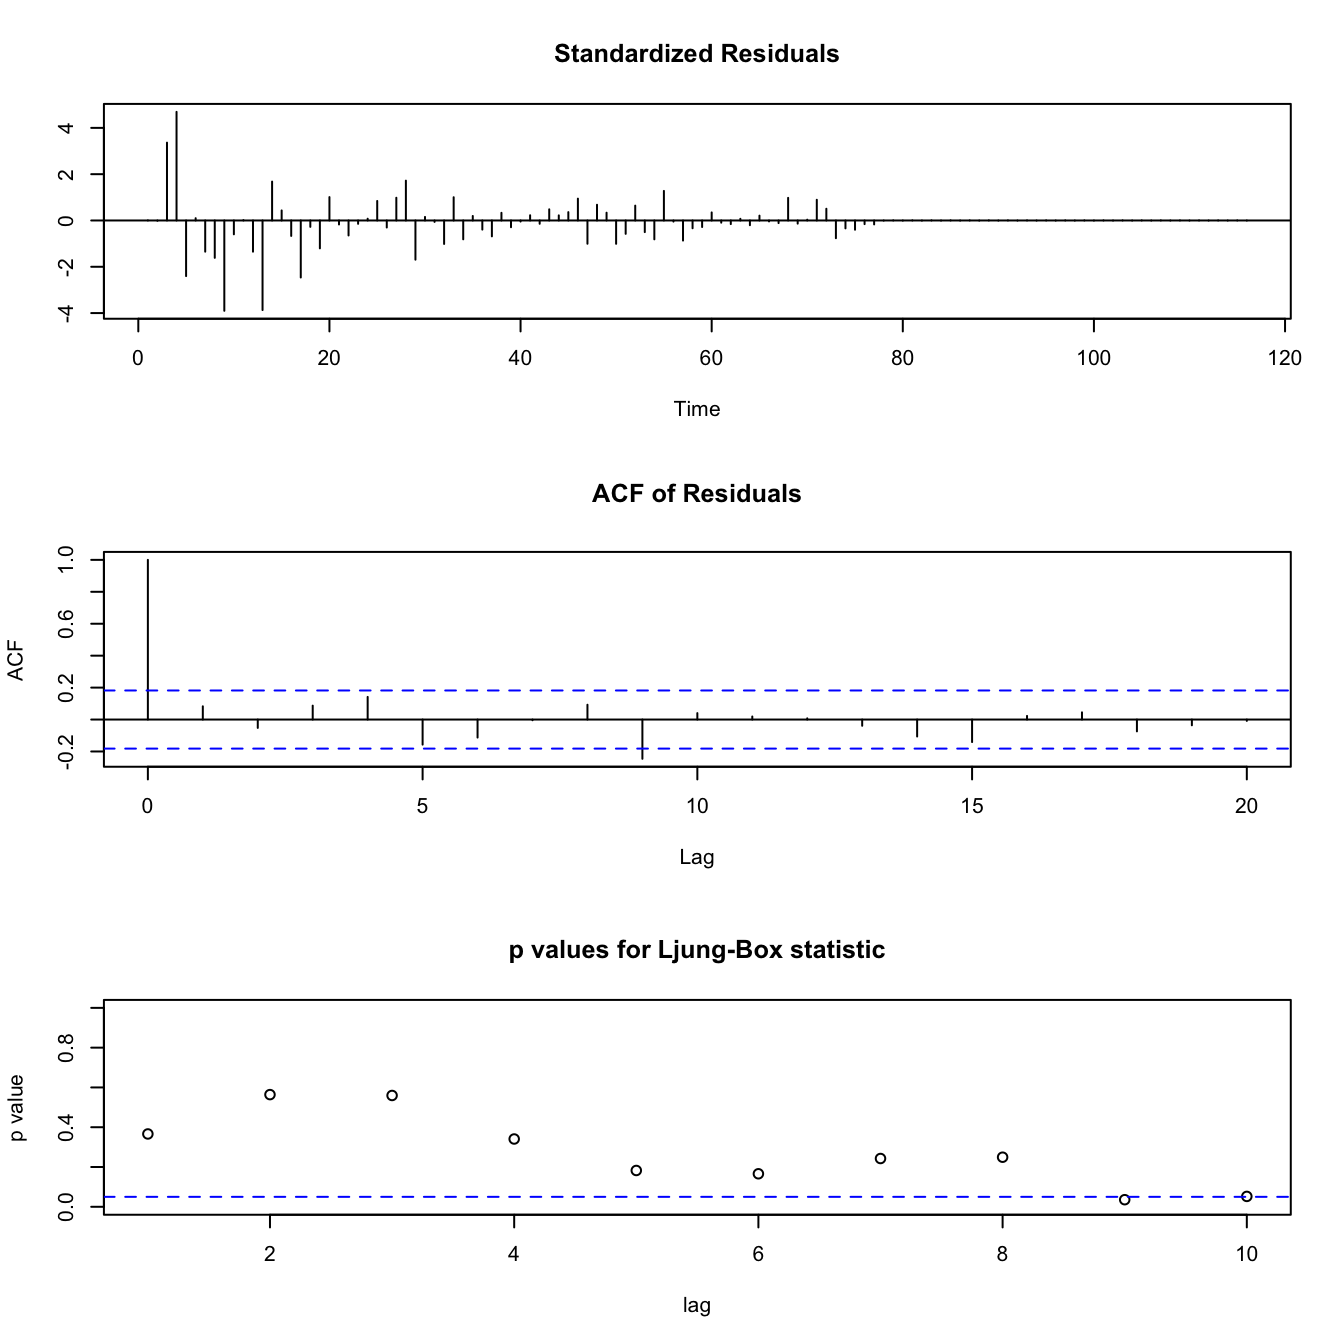 Standardized Residuals
4
2
0
-2
-4
0 20 40 60 80 100 120
Time
ACF of Residuals
1.0
0.6
0.2
-0.2
ACF
0 5 10 15 20
Lag
p values for Ljung-Box statistic
0.8
0.4
0.0
p value
2 4 6 8 10
lag